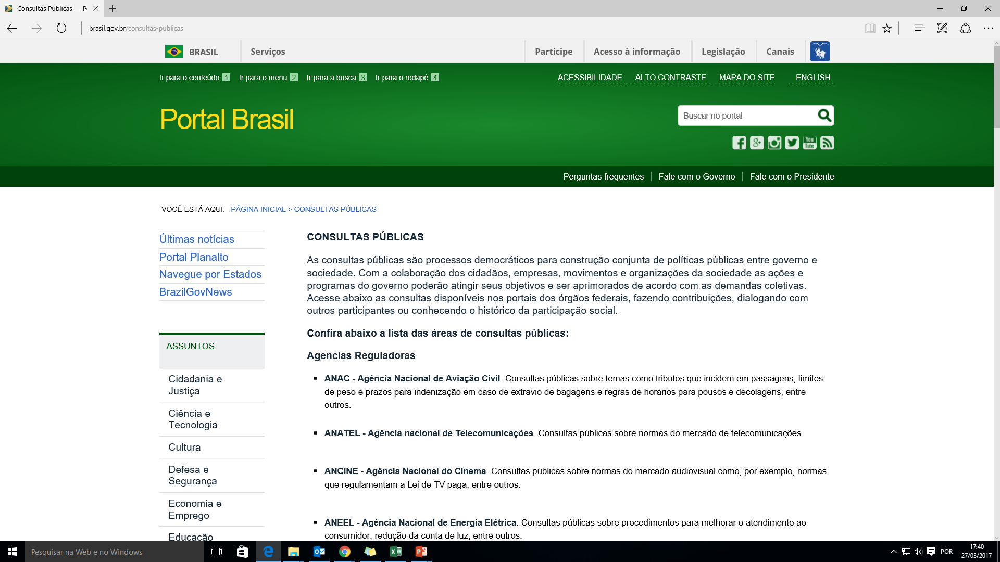 Consultas Públicas — Po
brasil.gov.br/consultas-publicas
BRASIL
Serviços
Participe
Acesso à informação
Legislação
Canais
Ir para o conteúdo 1
Ir para o menu 2
Ir para a busca 3
Ir para o rodapé 4
ACESSIBILIDADE
ALTO CONTRASTE
MAPA DO SITE
ENGLISH
Portal Brasil
Buscar no portal
You
Tube
Perguntas frequentes
Fale com o Governo
Fale com o Presidente
VOCÊ ESTÁ AQUI: PÁGINA INICIAL > CONSULTAS PÚBLICAS
Últimas notícias
Portal Planalto
Navegue por Estados
BrazilGovNews
ASSUNTOS
Cidadania e
Justiça
Ciência e
Tecnologia
Cultura
Defesa e
Segurança
Economia e
Emprego
Educação
CONSULTAS PÚBLICAS
As consultas públicas são processos democráticos para construção conjunta de políticas públicas entre governo e
sociedade. Com a colaboração dos cidadãos, empresas, movimentos e organizações da sociedade as ações e
programas do governo poderão atingir seus objetivos e ser aprimorados de acordo com as demandas coletivas.
Acesse abaixo as consultas disponíveis nos portais dos órgãos federais, fazendo contribuições, dialogando com
outros participantes ou conhecendo o histórico da participação social.
Confira abaixo a lista das áreas de consultas públicas:
Agencias Reguladoras
ANAC - Agência Nacional de Aviação Civil. Consultas públicas sobre temas como tributos que incidem em passagens, limites
de peso e prazos para indenização em caso de extravio de bagagens e regras de horários para pousos e decolagens, entre
outros.
ANATEL - Agência nacional de Telecomunicações. Consultas públicas sobre normas do mercado de telecomunicações.
ANCINE - Agência Nacional do Cinema. Consultas públicas sobre normas do mercado audiovisual como, por exemplo, normas
que regulamentam a Lei de TV paga, entre outros.
ANEEL - Agência Nacional de Energia Elétrica. Consultas públicas sobre procedimentos para melhorar o atendimento ao
consumidor, redução da conta de luz, entre outros.
Pesquisar na Web e no Windows
POR
17:40
27/03/2017